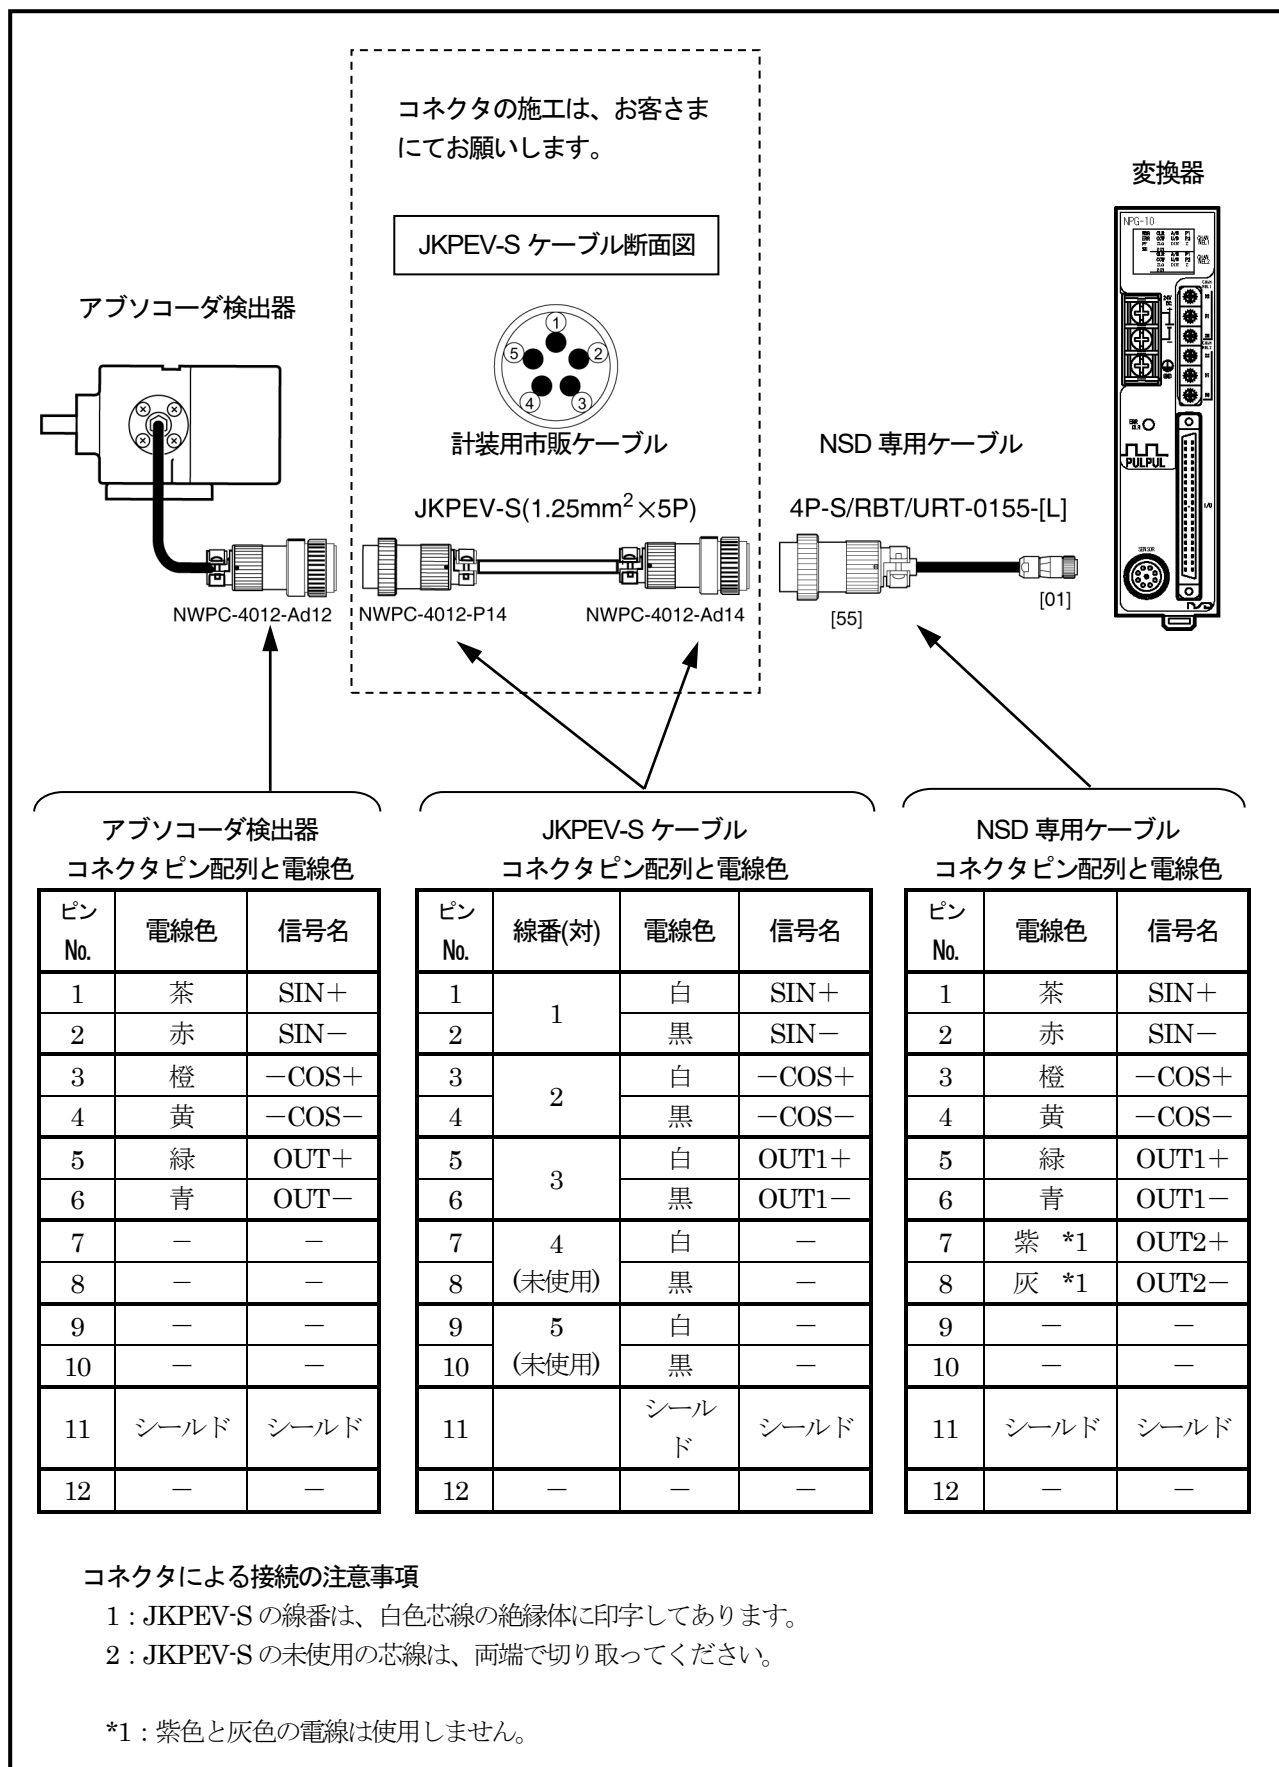 コネクタの施工は、お客さま
にてお願いします。
変換器
NPG-10
JKPEV-S ケーブル断面図
アブソコーダ検出器
1
5
2
4
3
計装用市販ケーブル
NSD 専用ケーブル
PULPUL
JKPEV-S(1.25mm²×5P)
4P-S/RBT/URT-0155-[L]
I/O
SENSOR
NWPC-4012-Ad12
NWPC-4012-P14
NWPC-4012-Ad14
[55]
[01]
アブソコーダ検出器
コネクタピン配列と電線色
ピンNo. 電線色 信号名
1 茶 SIN+
2 赤 SIN-
3 橙 -COS+
4 黄 -COS-
5 緑 OUT+
6 青 OUT-
7 - -
8 - -
9 - -
10 - -
11 シールド シールド
12 - -
JKPEV-S ケーブル
コネクタピン配列と電線色
ピンNo. 線番(対) 電線色 信号名
1 1 白 SIN+
2 黒 SIN-
3 2 白 -COS+
4 黒 -COS-
5 3 白 OUT1+
6 黒 OUT1-
7 4 (未使用) 白 -
8 黒 -
9 5 (未使用) 白 -
10 黒 -
11 シールド シールド
12 - - -
NSD 専用ケーブル
コネクタピン配列と電線色
ピンNo. 電線色 信号名
1 茶 SIN+
2 赤 SIN-
3 橙 -COS+
4 黄 -COS-
5 緑 OUT1+
6 青 OUT1-
7 紫 *1 OUT2+
8 灰 *1 OUT2-
9 - -
10 - -
11 シールド シールド
12 - -
コネクタによる接続の注意事項
1：JKPEV-S の線番は、白色芯線の絶縁体に印字してあります。
2：JKPEV-S の未使用の芯線は、両端で切り取ってください。
*1：紫色と灰色の電線は使用しません。